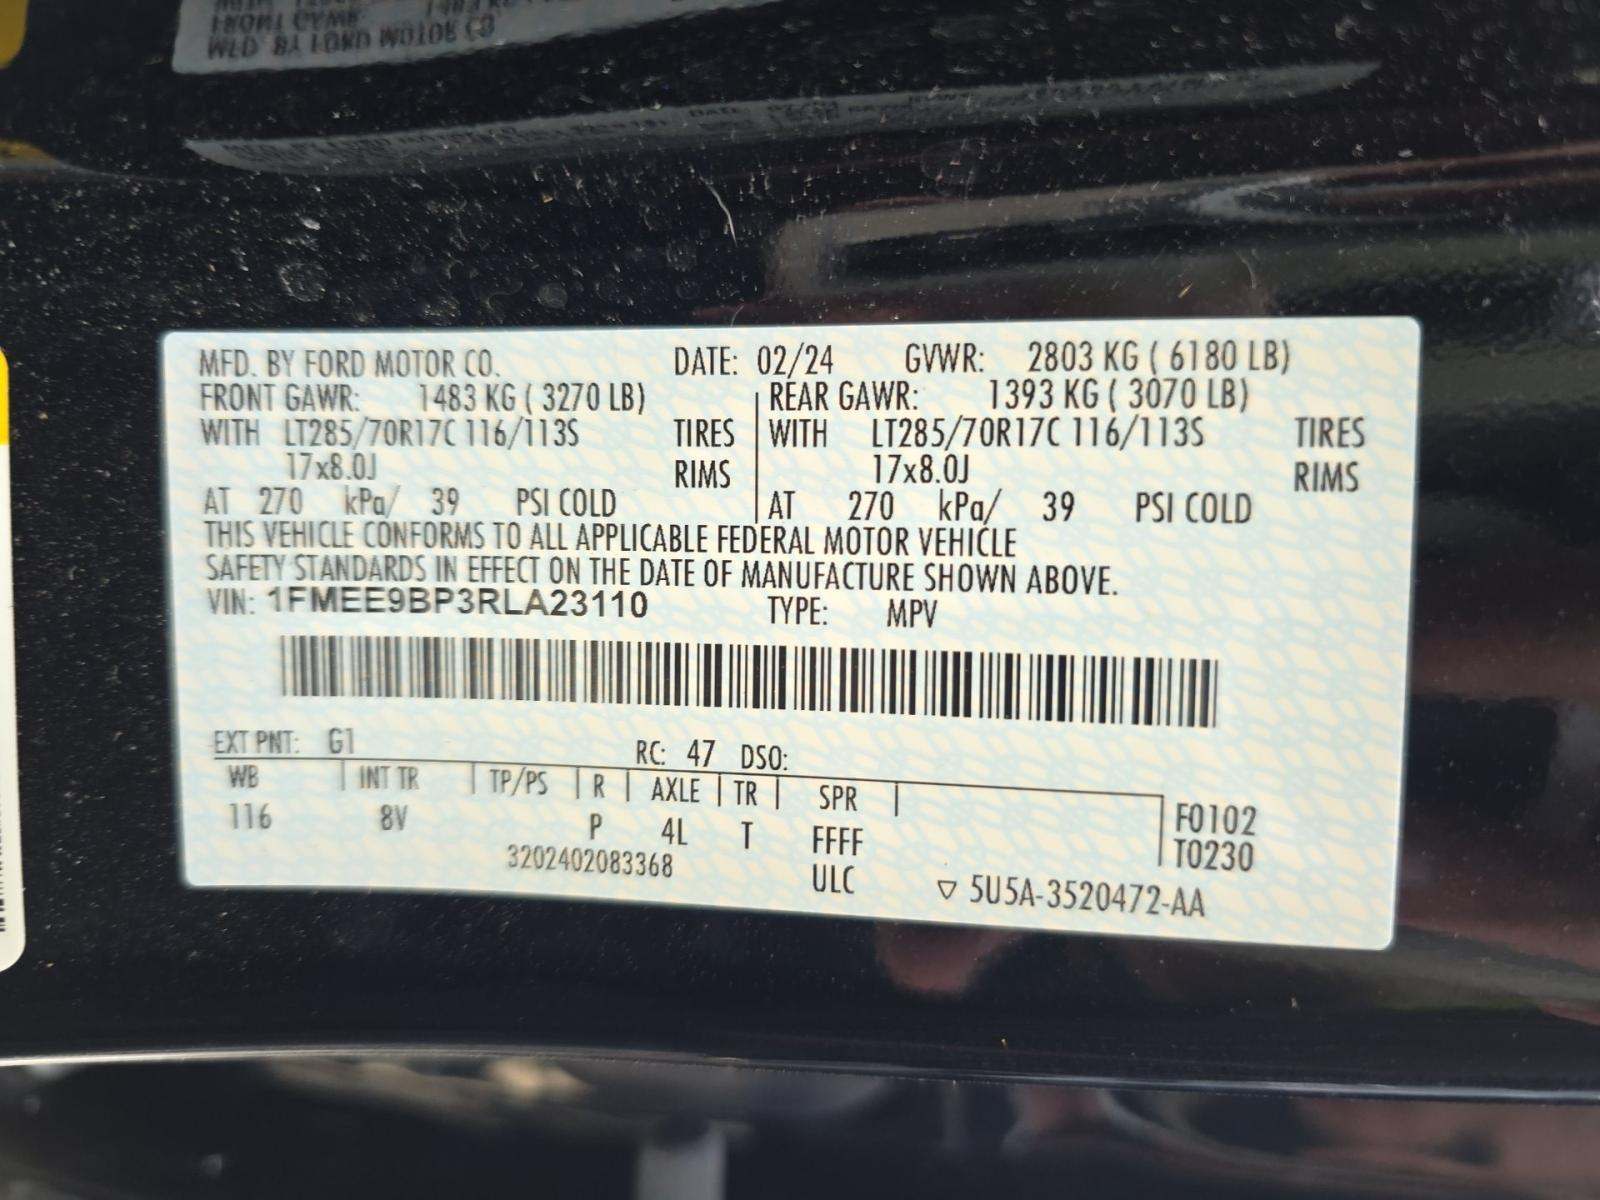 MFD. BY FORD MOTOR CO. DATE: 02/24 GVWR: 2803 KG ( 6180 LB)
FRONT GAWR: 1483 KG ( 3270 LB) REAR GAWR: 1393 KG ( 3070 LB)
WITH LT285/70R17C 116/113S TIRES WITH LT285/70R17C 116/113S TIRES
17x8.0J RIMS 17x8.0J RIMS
AT 270 kPa/ 39 PSI COLD AT 270 kPa/ 39 PSI COLD
THIS VEHICLE CONFORMS TO ALL APPLICABLE FEDERAL MOTOR VEHICLE
SAFETY STANDARDS IN EFFECT ON THE DATE OF MANUFACTURE SHOWN ABOVE.
VIN: 1FMEE9BP3RLA23110 TYPE: MPV
EXT PNT: G1 RC: 47 DSO:
WB INT TR TP/PS R AXLE TR SPR F0102
116 8V P 4L T FFFF T0230
3202402083368 ULC ▽ 5U5A-3520472-AA